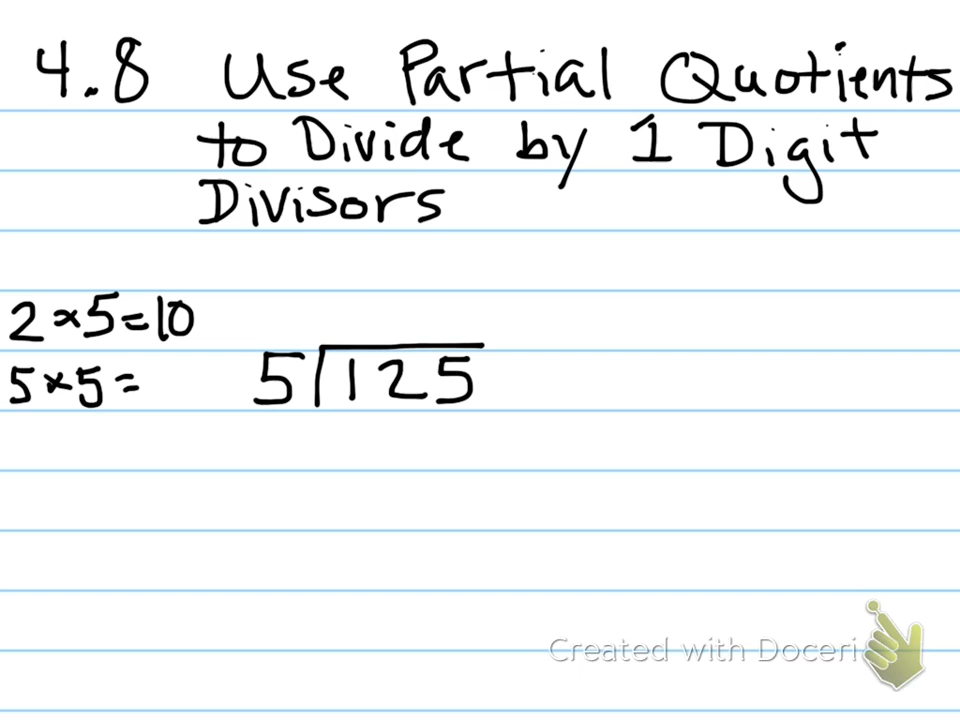 4.8 Use Partial Quotients
to Divide by 1 Digit
Divisors
2×5=10
5×5=
5)125
Created with Doceri